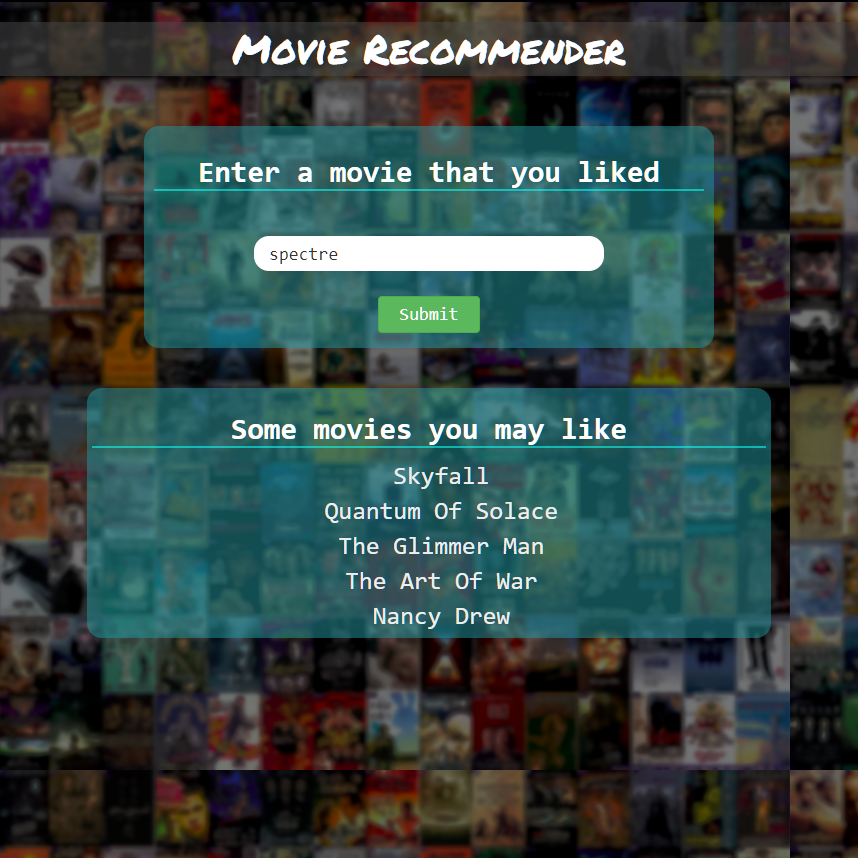 Movie Recommender
Enter a movie that you liked
spectre
Submit
Some movies you may like
Skyfall
Quantum Of Solace
The Glimmer Man
The Art Of War
Nancy Drew